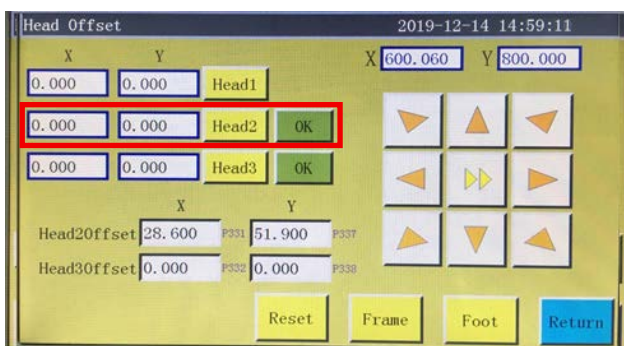 Head Offset 2019-12-14 14:59:11
X Y X 600.060 Y 800.000
0.000 0.000 Head1
0.000 0.000 Head2 OK
0.000 0.000 Head3 OK
X Y
Head2Offset 28.600 P331 51.900 P337
Head3Offset 0.000 P332 0.000 P338
Reset Frame Foot Return